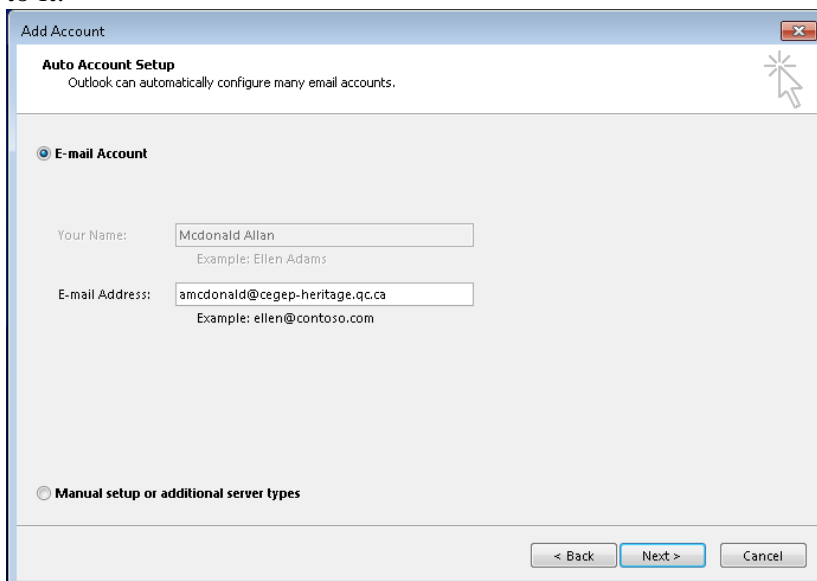 Add Account
Auto Account Setup
Outlook can automatically configure many email accounts.
E-mail Account
Your Name: Mcdonald Allan
Example: Ellen Adams
E-mail Address: amcdonald@cegep-heritage.qc.ca
Example: ellen@contoso.com
Manual setup or additional server types
< Back Next > Cancel